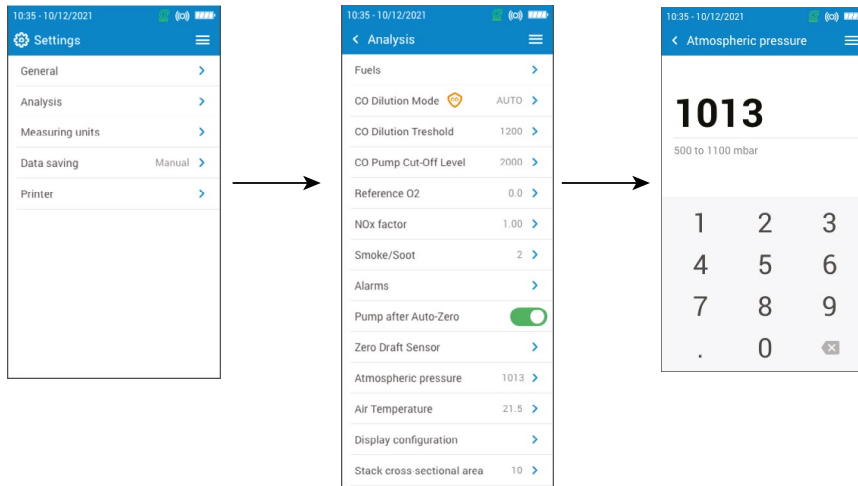 10:35 - 10/12/2021
Settings
General
Analysis
Measuring units
Data saving Manual
Printer
10:35 - 10/12/2021
Analysis
Fuels
CO Dilution Mode CO AUTO
CO Dilution Treshold 1200
CO Pump Cut-Off Level 2000
Reference O2 0.0
NOx factor 1.00
Smoke/Soot 2
Alarms
Pump after Auto-Zero
Zero Draft Sensor
Atmospheric pressure 1013
Air Temperature 21.5
Display configuration
Stack cross-sectional area 10
10:35 - 10/12/2021
Atmospheric pressure
1013
500 to 1100 mbar
1 2 3
4 5 6
7 8 9
. 0